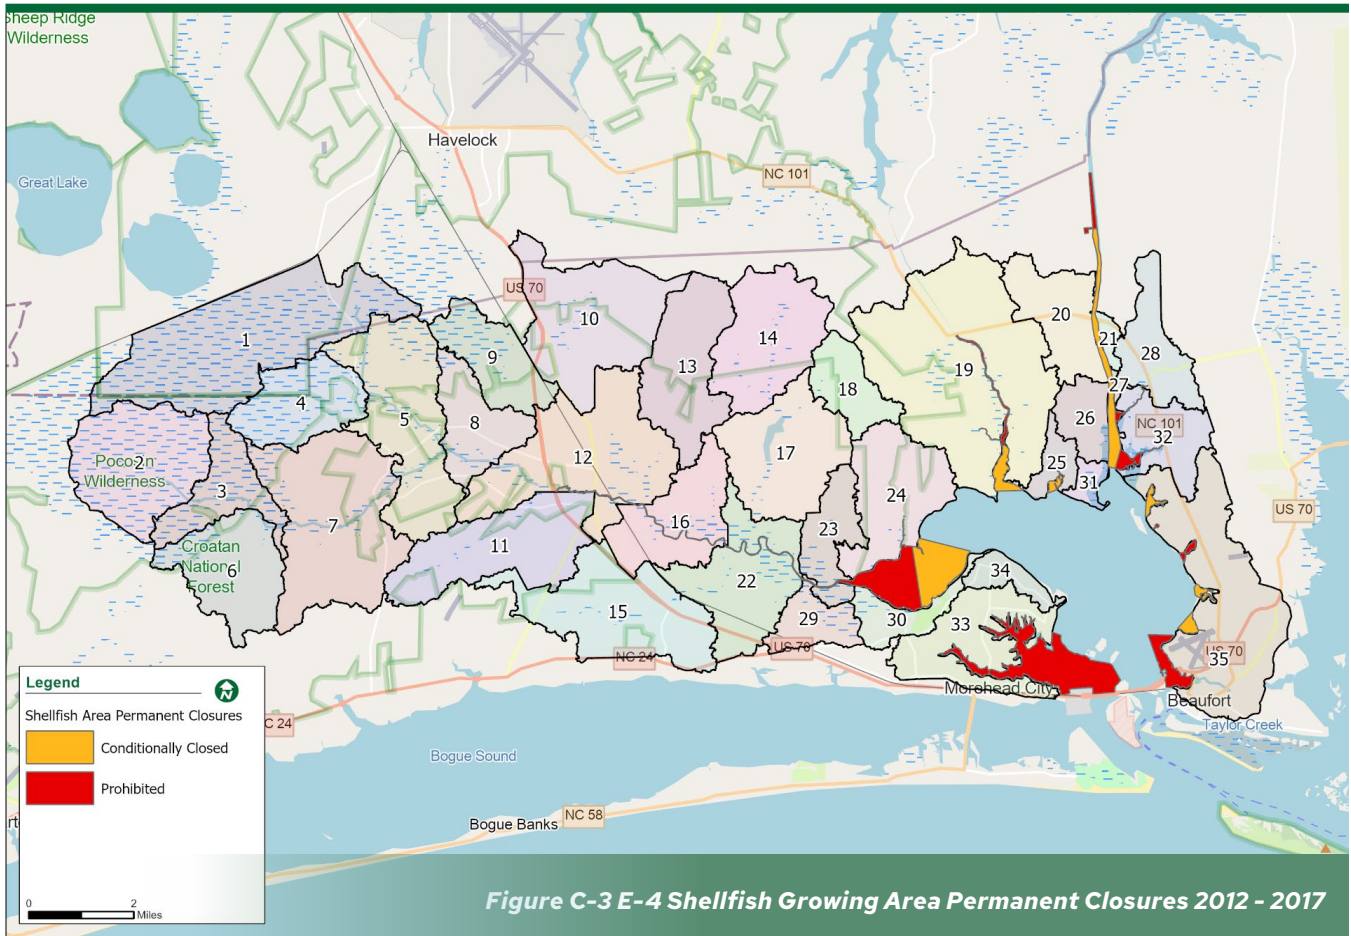 Sheep Ridge
Wilderness
Great Lake
Havelock
NC 101
US 70
1
2
3
4
5
6
7
8
9
10
11
12
13
14
15
16
17
18
19
20
21
22
23
24
25
26
27
28
29
30
31
32
33
34
35
NC 101
US 70
Wilderness
Croatan
National
Forest
NC 24
US 70
US 70
Morehead City
Beaufort
Taylor Creek
C 24
Bogue Sound
Bogue Banks
NC 58
Legend
Shellfish Area Permanent Closures
Conditionally Closed
Prohibited
0 2
Miles
Figure C-3 E-4 Shellfish Growing Area Permanent Closures 2012 - 2017